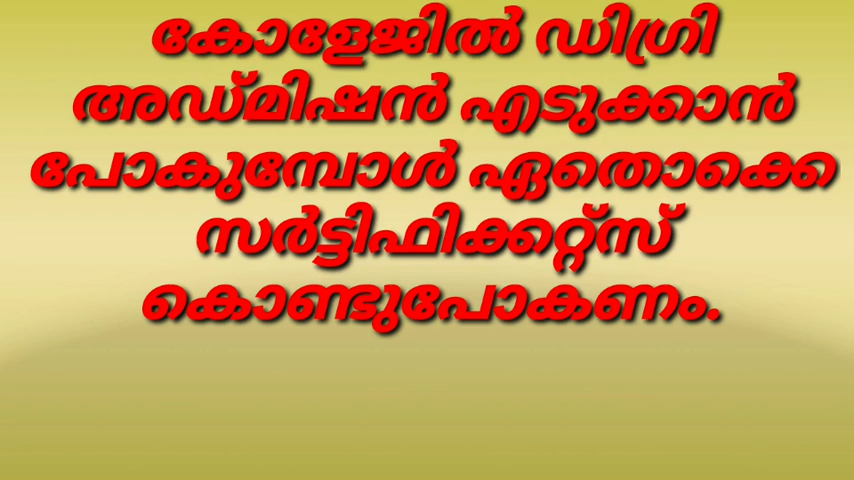 കോളേജിൽ ഡിഗ്രി
അഡ്മിഷൻ എടുക്കാൻ
പോകുമ്പോൾ ഏതൊക്കെ
സർട്ടിഫിക്കറ്റ്സ്
കൊണ്ടുപോകണം.